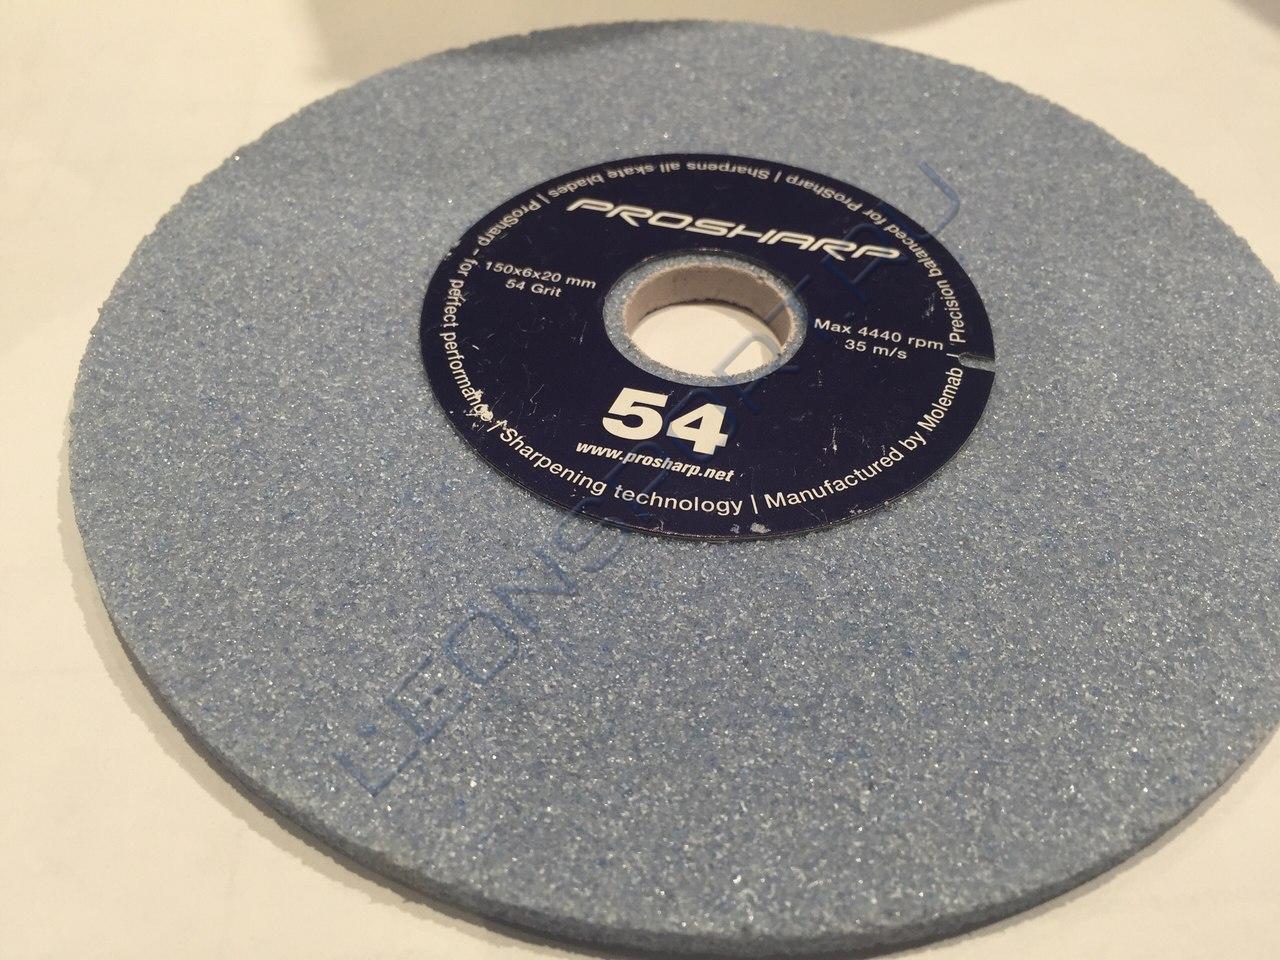 PROSHARP
150x6x20 mm
54 Grit
Max 4440 rpm
35 m/s
54
www.prosharp.net
Precision balanced for ProSharp | Sharpens all skate blades | ProSharp - for perfect performance | Sharpening technology | Manufactured by Molemab |
LEONSPORT.RU